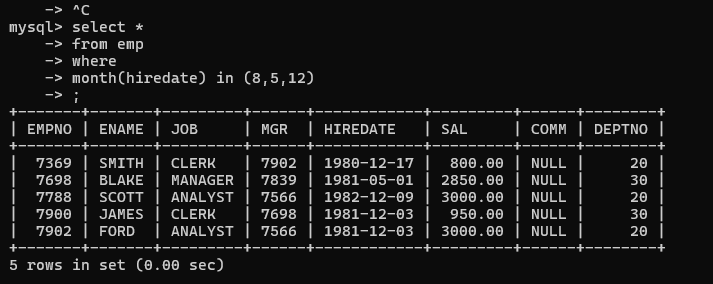 -> ^C
mysql> select *
    -> from emp
    -> where
    -> month(hiredate) in (8,5,12)
    -> ;
+-------+-------+---------+------+------------+---------+------+--------+
| EMPNO | ENAME | JOB     | MGR  | HIREDATE   | SAL     | COMM | DEPTNO |
+-------+-------+---------+------+------------+---------+------+--------+
|  7369 | SMITH | CLERK   | 7902 | 1980-12-17 |  800.00 | NULL |     20 |
|  7698 | BLAKE | MANAGER | 7839 | 1981-05-01 | 2850.00 | NULL |     30 |
|  7788 | SCOTT | ANALYST | 7566 | 1982-12-09 | 3000.00 | NULL |     20 |
|  7900 | JAMES | CLERK   | 7698 | 1981-12-03 |  950.00 | NULL |     30 |
|  7902 | FORD  | ANALYST | 7566 | 1981-12-03 | 3000.00 | NULL |     20 |
+-------+-------+---------+------+------------+---------+------+--------+
5 rows in set (0.00 sec)